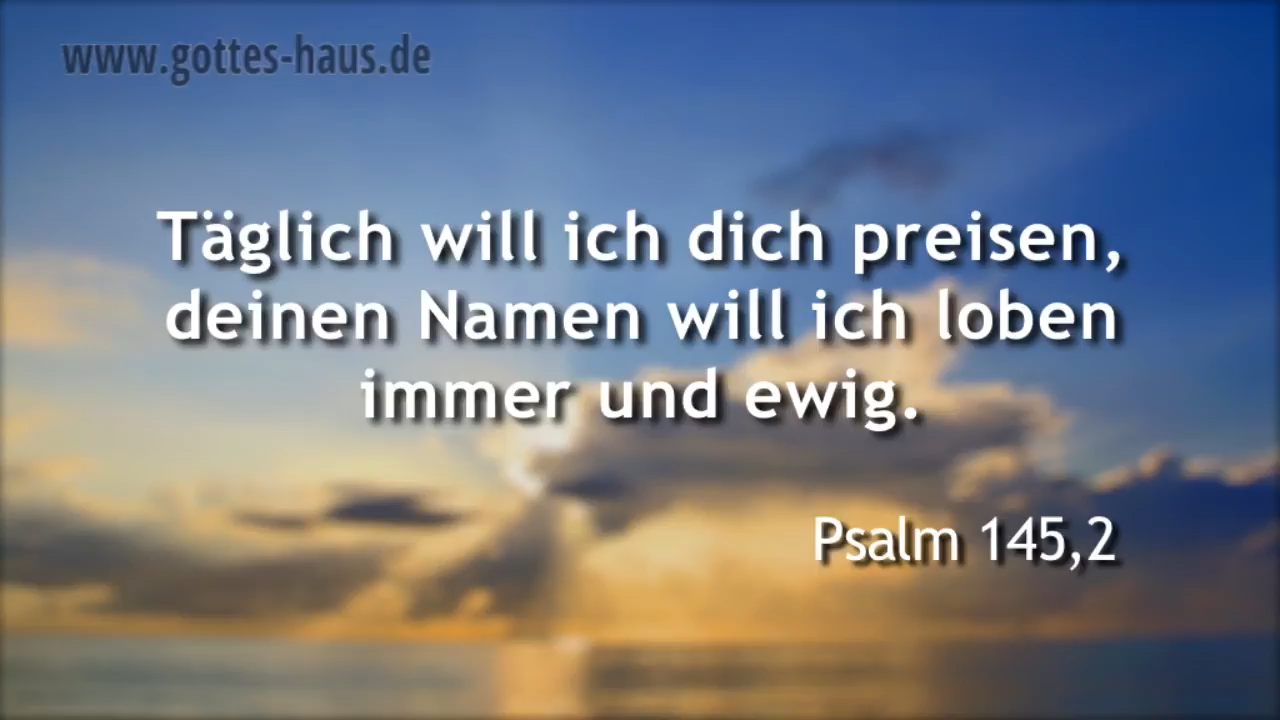 www.gottes-haus.de
Täglich will ich dich preisen,
deinen Namen will ich loben
immer und ewig.
Psalm 145,2